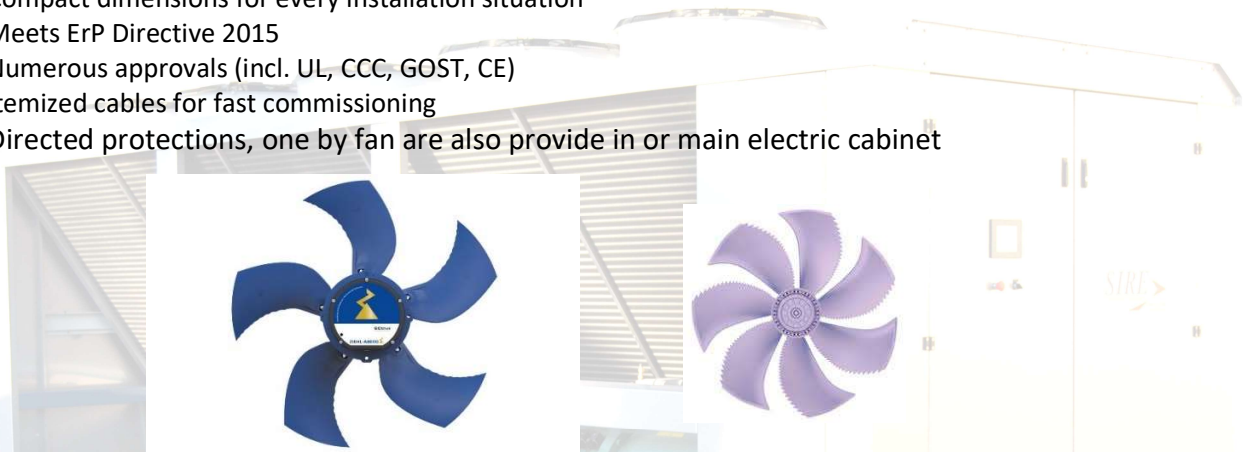 compact dimensions for every installation situation
Meets ErP Directive 2015
Numerous approvals (incl. UL, CCC, GOST, CE)
temized cables for fast commissioning
Directed protections, one by fan are also provide in or main electric cabinet